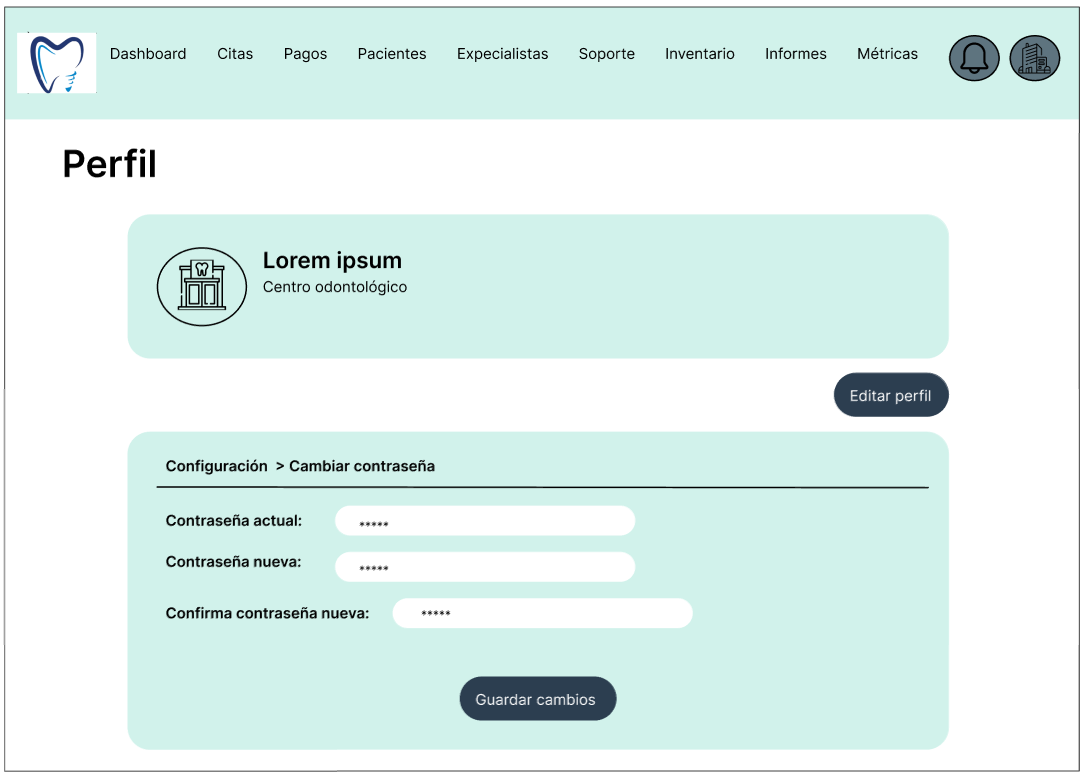 Dashboard Citas Pagos Pacientes Expecialistas Soporte Inventario Informes Métricas
Perfil
Lorem ipsum
Centro odontológico
Editar perfil
Configuración > Cambiar contraseña
Contraseña actual: *****
Contraseña nueva: *****
Confirma contraseña nueva: *****
Guardar cambios